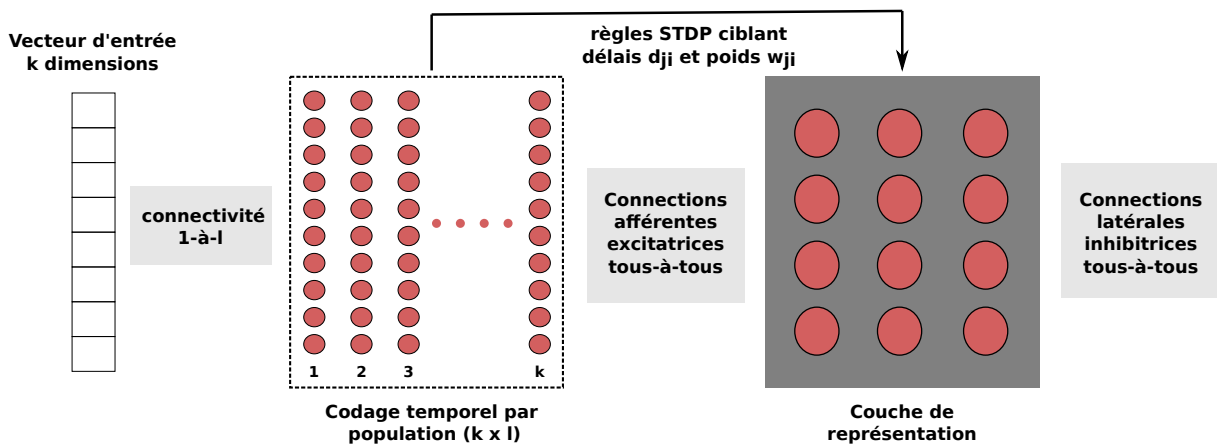 Vecteur d'entrée
k dimensions
règles STDP ciblant
délais dji et poids wji
connectivité
1-à-l
1 2 3 k
Connections
afférentes
excitatrices
tous-à-tous
Connections
latérales
inhibitrices
tous-à-tous
Codage temporel par
population (k x l)
Couche de
représentation